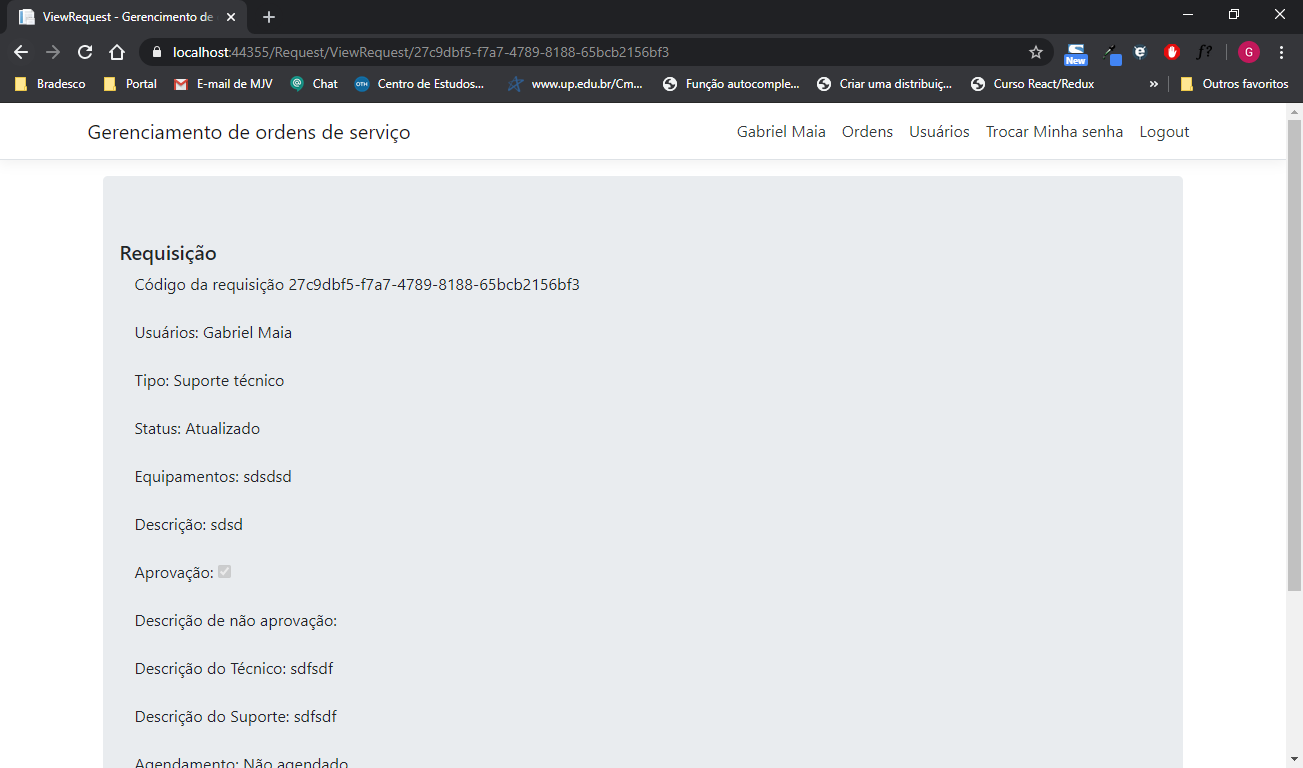 ViewRequest - Gerencimento de
localhost:44355/Request/ViewRequest/27c9dbf5-f7a7-4789-8188-65bcb2156bf3
New
f?
G
Bradesco
Portal
E-mail de MJV
Chat
OTH
Centro de Estudos...
www.up.edu.br/Cm...
Função autocomple...
Criar uma distribuiç...
Curso React/Redux
»
Outros favoritos
Gerenciamento de ordens de serviço
Gabriel Maia
Ordens
Usuários
Trocar Minha senha
Logout
Requisição
Código da requisição 27c9dbf5-f7a7-4789-8188-65bcb2156bf3
Usuários: Gabriel Maia
Tipo: Suporte técnico
Status: Atualizado
Equipamentos: sdsdsd
Descrição: sdsd
Aprovação:
Descrição de não aprovação:
Descrição do Técnico: sdfsdf
Descrição do Suporte: sdfsdf
Agendamento: Não agendado